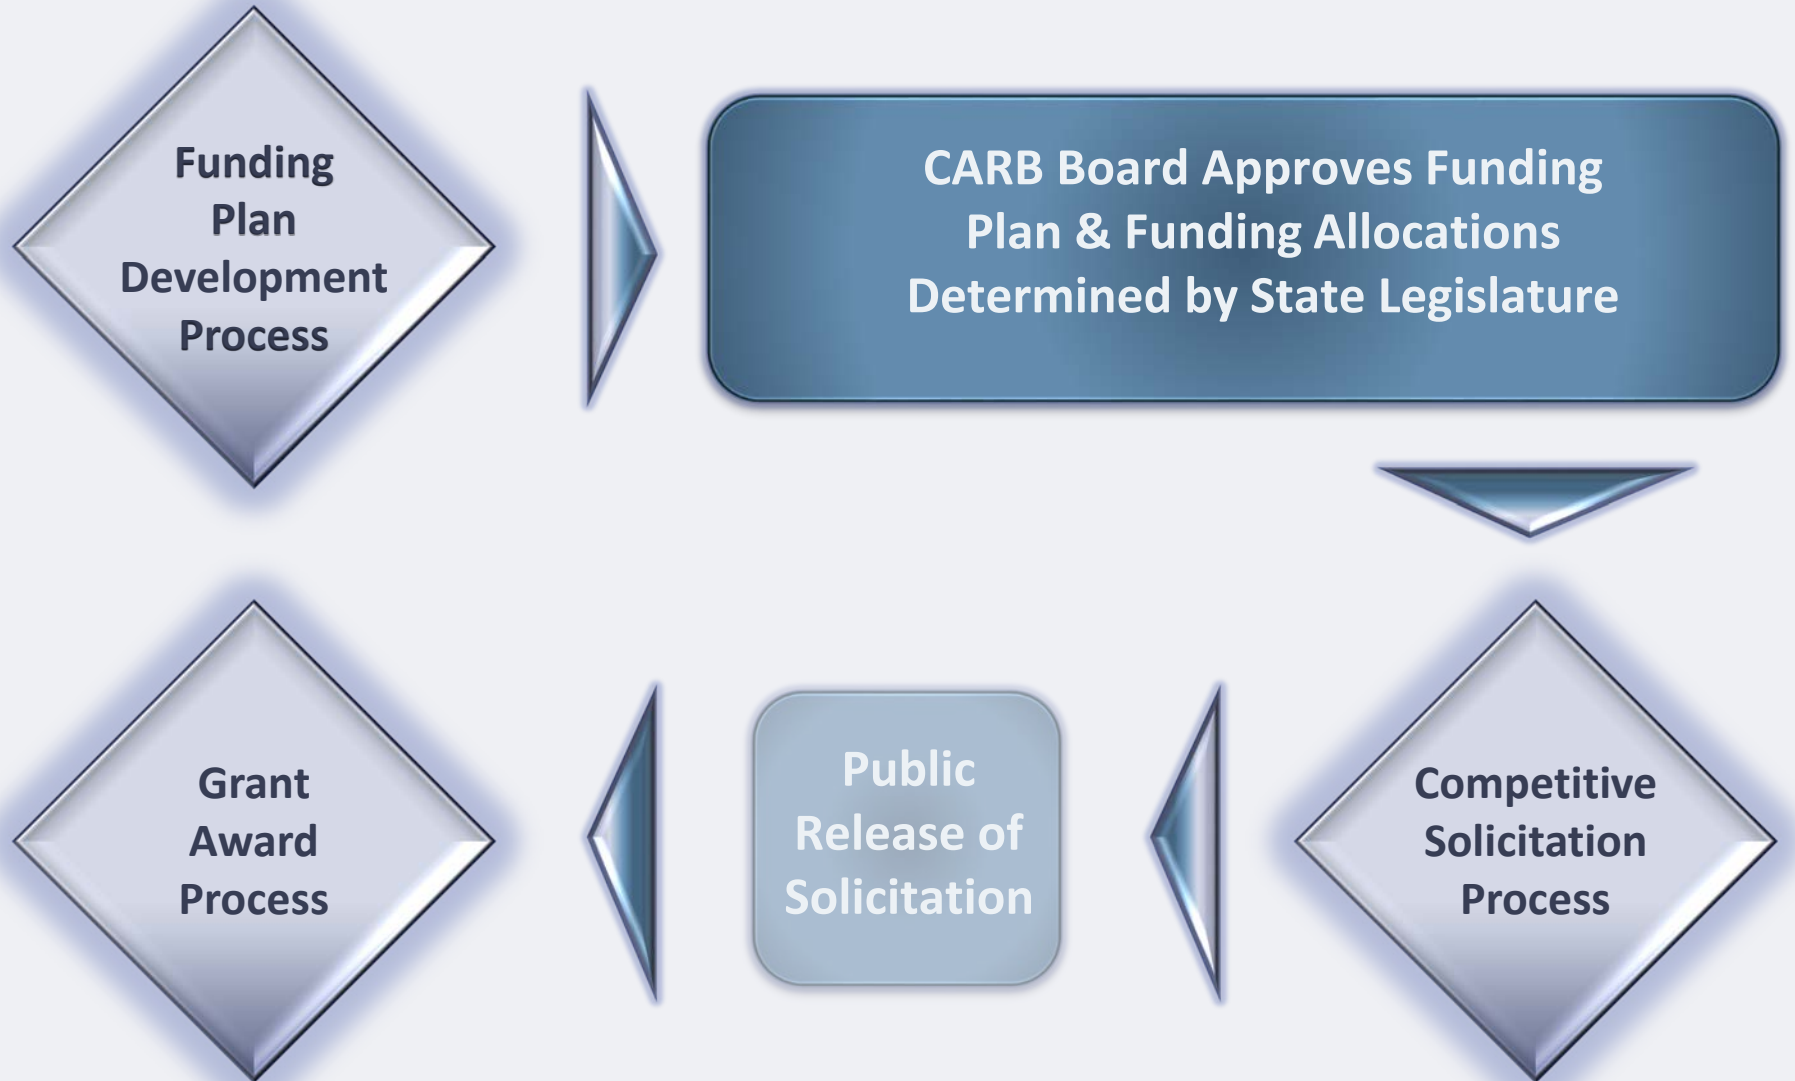 Funding
Plan
Development
Process
CARB Board Approves Funding
Plan & Funding Allocations
Determined by State Legislature
Competitive
Solicitation
Process
Public
Release of
Solicitation
Grant
Award
Process